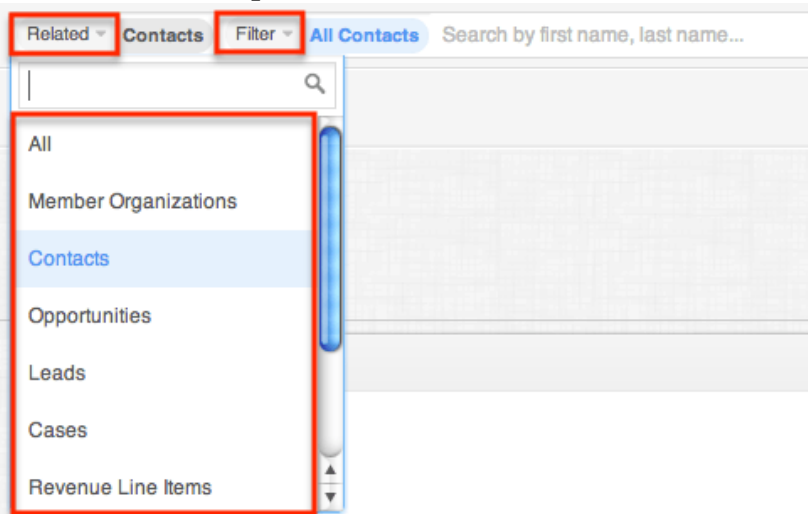 Related Contacts Filter All Contacts Search by first name, last name...
All
Member Organizations
Contacts
Opportunities
Leads
Cases
Revenue Line Items